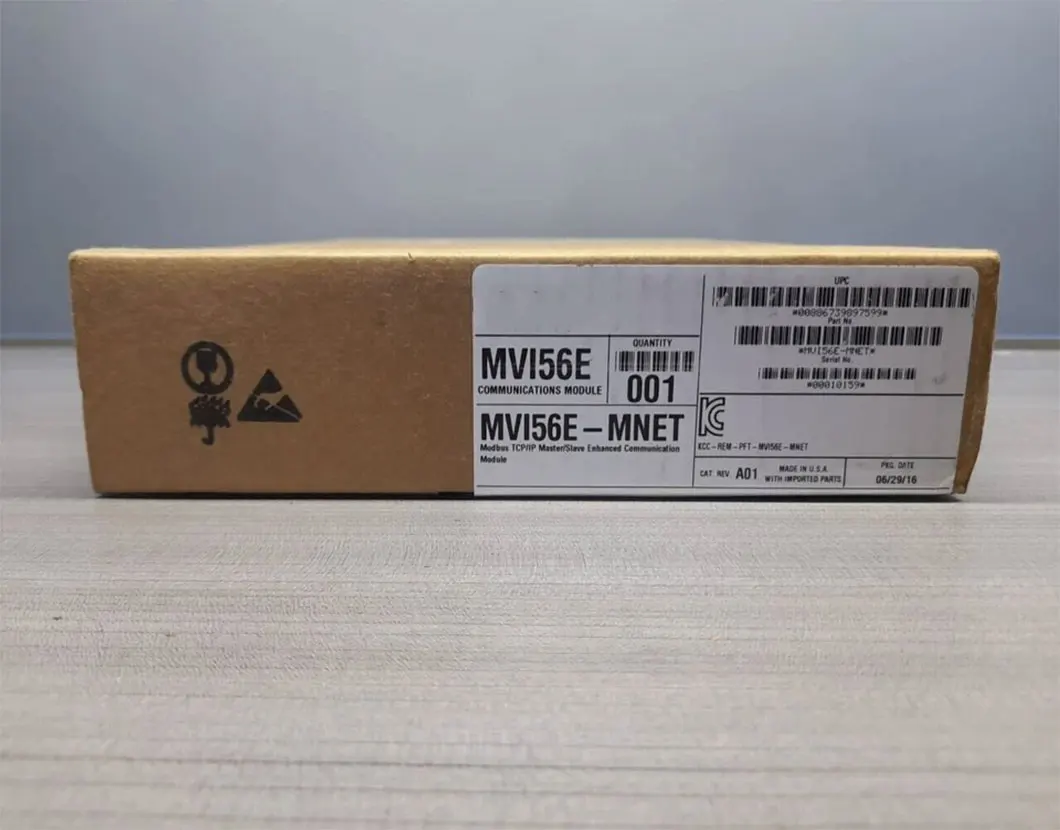 MVI56E
COMMUNICATIONS MODULE
QUANTITY
001
MVI56E – MNET
Modbus TCP/IP Master/Slave Enhanced Communication
Module
UPC
*00886739897599*
Part No.
*MVI56E-MNET*
Serial No.
*00010159*
KCC – REM – PFT – MVI56E – MNET
CAT. REV. A01
MADE IN U.S.A.
WITH IMPORTED PARTS
PKG. DATE
06/29/16